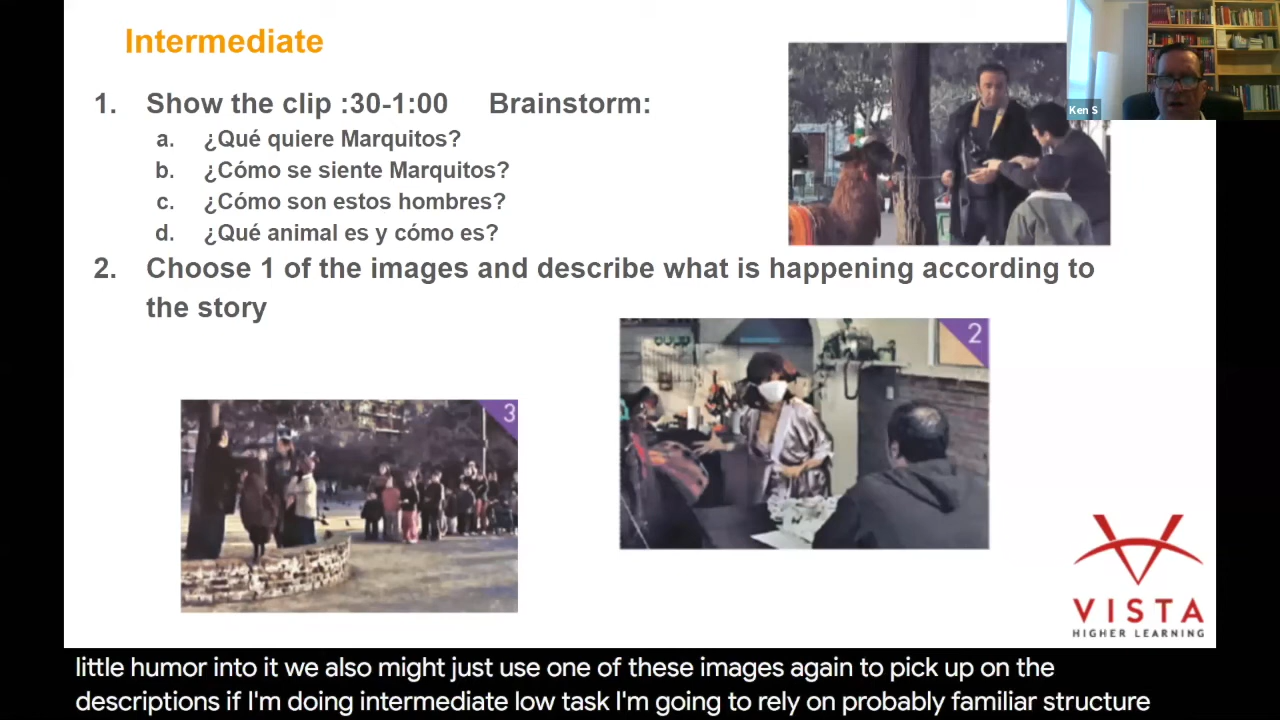 Intermediate
1. Show the clip :30-1:00 Brainstorm:
a. ¿Qué quiere Marquitos?
b. ¿Cómo se siente Marquitos?
c. ¿Cómo son estos hombres?
d. ¿Qué animal es y cómo es?
2. Choose 1 of the images and describe what is happening according to
the story
Ken S
2
3
VISTA
HIGHER LEARNING
little humor into it we also might just use one of these images again to pick up on the
descriptions if I'm doing intermediate low task I'm going to rely on probably familiar structure